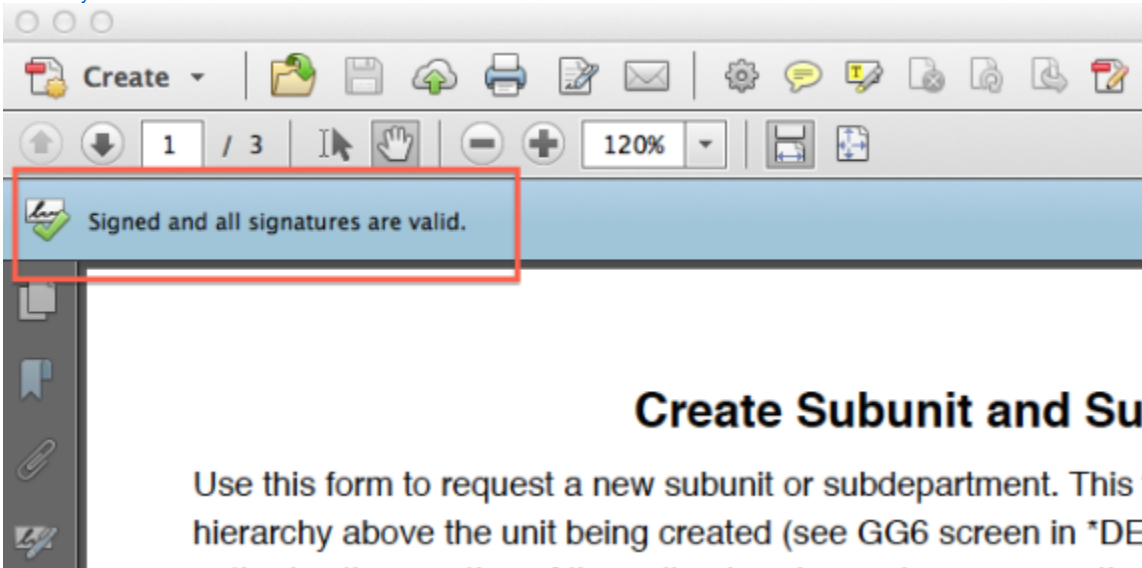 Create
1 / 3
120%
Signed and all signatures are valid.
Create Subunit and Su
Use this form to request a new subunit or subdepartment. This
hierarchy above the unit being created (see GG6 screen in *DE